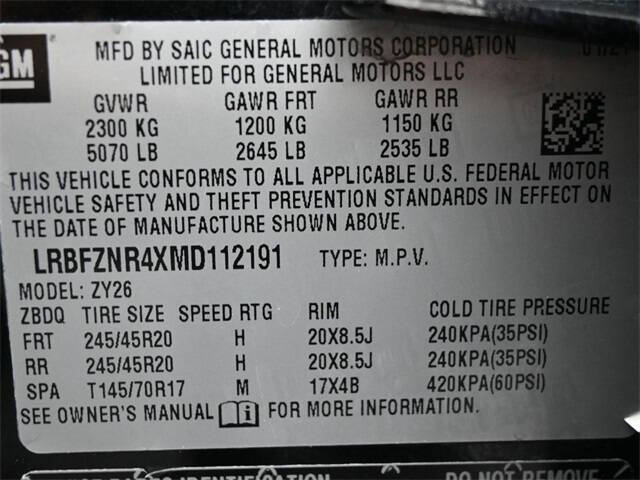 GM
MFD BY SAIC GENERAL MOTORS CORPORATION
LIMITED FOR GENERAL MOTORS LLC
GVWR GAWR FRT GAWR RR
2300 KG 1200 KG 1150 KG
5070 LB 2645 LB 2535 LB
THIS VEHICLE CONFORMS TO ALL APPLICABLE U.S. FEDERAL MOTOR
VEHICLE SAFETY AND THEFT PREVENTION STANDARDS IN EFFECT ON
THE DATE OF MANUFACTURE SHOWN ABOVE.
LRBFZNR4XMD112191 TYPE: M.P.V.
MODEL: ZY26
ZBDQ TIRE SIZE SPEED RTG RIM COLD TIRE PRESSURE
FRT 245/45R20 H 20X8.5J 240KPA(35PSI)
RR 245/45R20 H 20X8.5J 240KPA(35PSI)
SPA T145/70R17 M 17X4B 420KPA(60PSI)
SEE OWNER'S MANUAL FOR MORE INFORMATION.
IDENTIFICATION DO NOT REMOVE